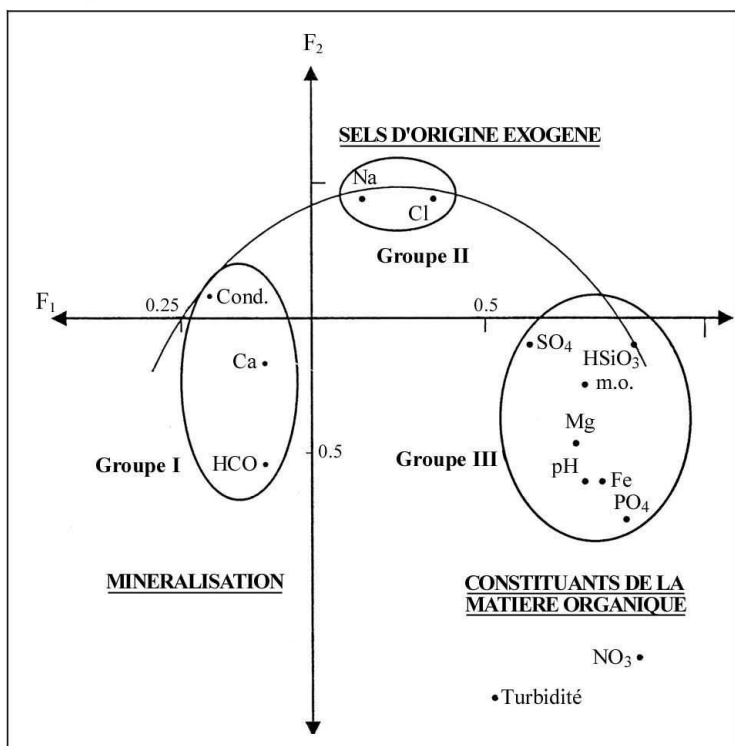 F2
SELS D'ORIGINE EXOGENE
Na
Cl
Groupe II
F1
0.25
Cond.
0.5
SO4
HSiO3
Ca
m.o.
Mg
0.5
Groupe I
HCO
Groupe III
pH
Fe
PO4
MINERALISATION
CONSTITUANTS DE LA
MATIERE ORGANIQUE
NO3
Turbidité